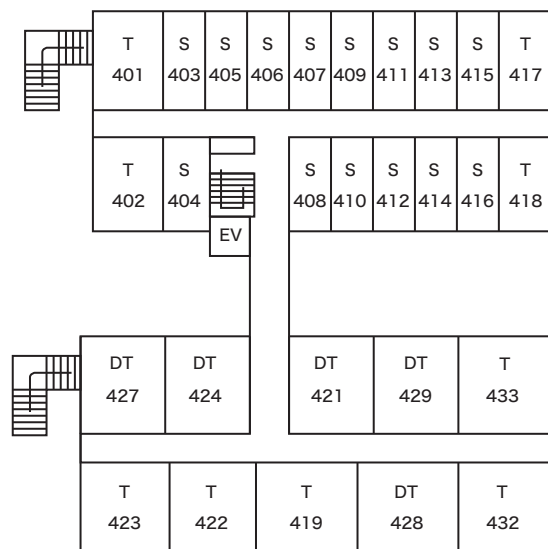 T S S S S S S S S T
401 403 405 406 407 409 411 413 415 417
T S S S S S S T
402 404 408 410 412 414 416 418
EV
DT DT DT DT T
427 424 421 429 433
T T T DT T
423 422 419 428 432